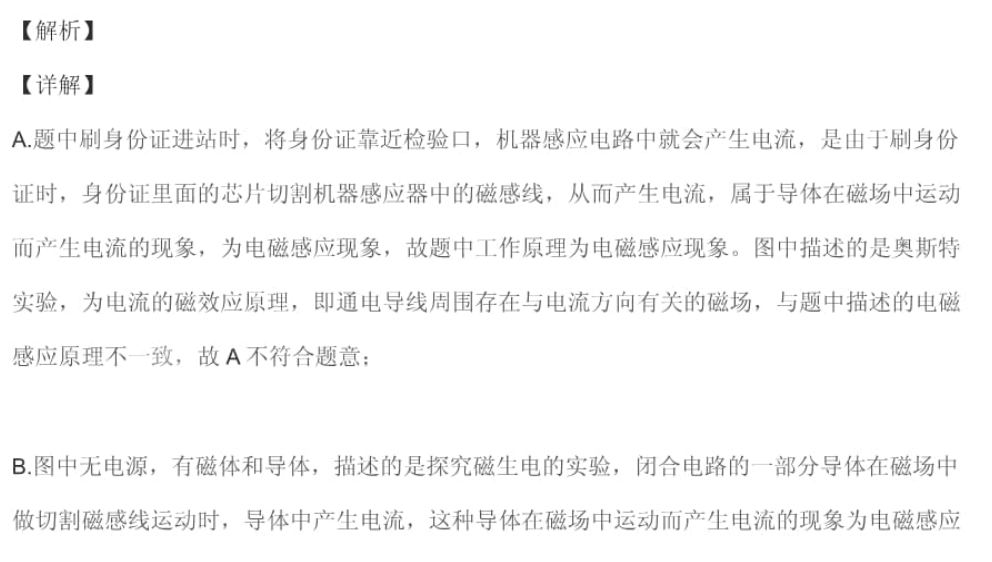 【解析】
【详解】
A.题中刷身份证进站时，将身份证靠近检验口，机器感应电路中就会产生电流，是由于刷身份
证时，身份证里面的芯片切割机器感应器中的磁感线，从而产生电流，属于导体在磁场中运动
而产生电流的现象，为电磁感应现象，故题中工作原理为电磁感应现象。图中描述的是奥斯特
实验，为电流的磁效应原理，即通电导线周围存在与电流方向有关的磁场，与题中描述的电磁
感应原理不一致，故 A 不符合题意；
B.图中无电源，有磁体和导体，描述的是探究磁生电的实验，闭合电路的一部分导体在磁场中
做切割磁感线运动时，导体中产生电流，这种导体在磁场中运动而产生电流的现象为电磁感应